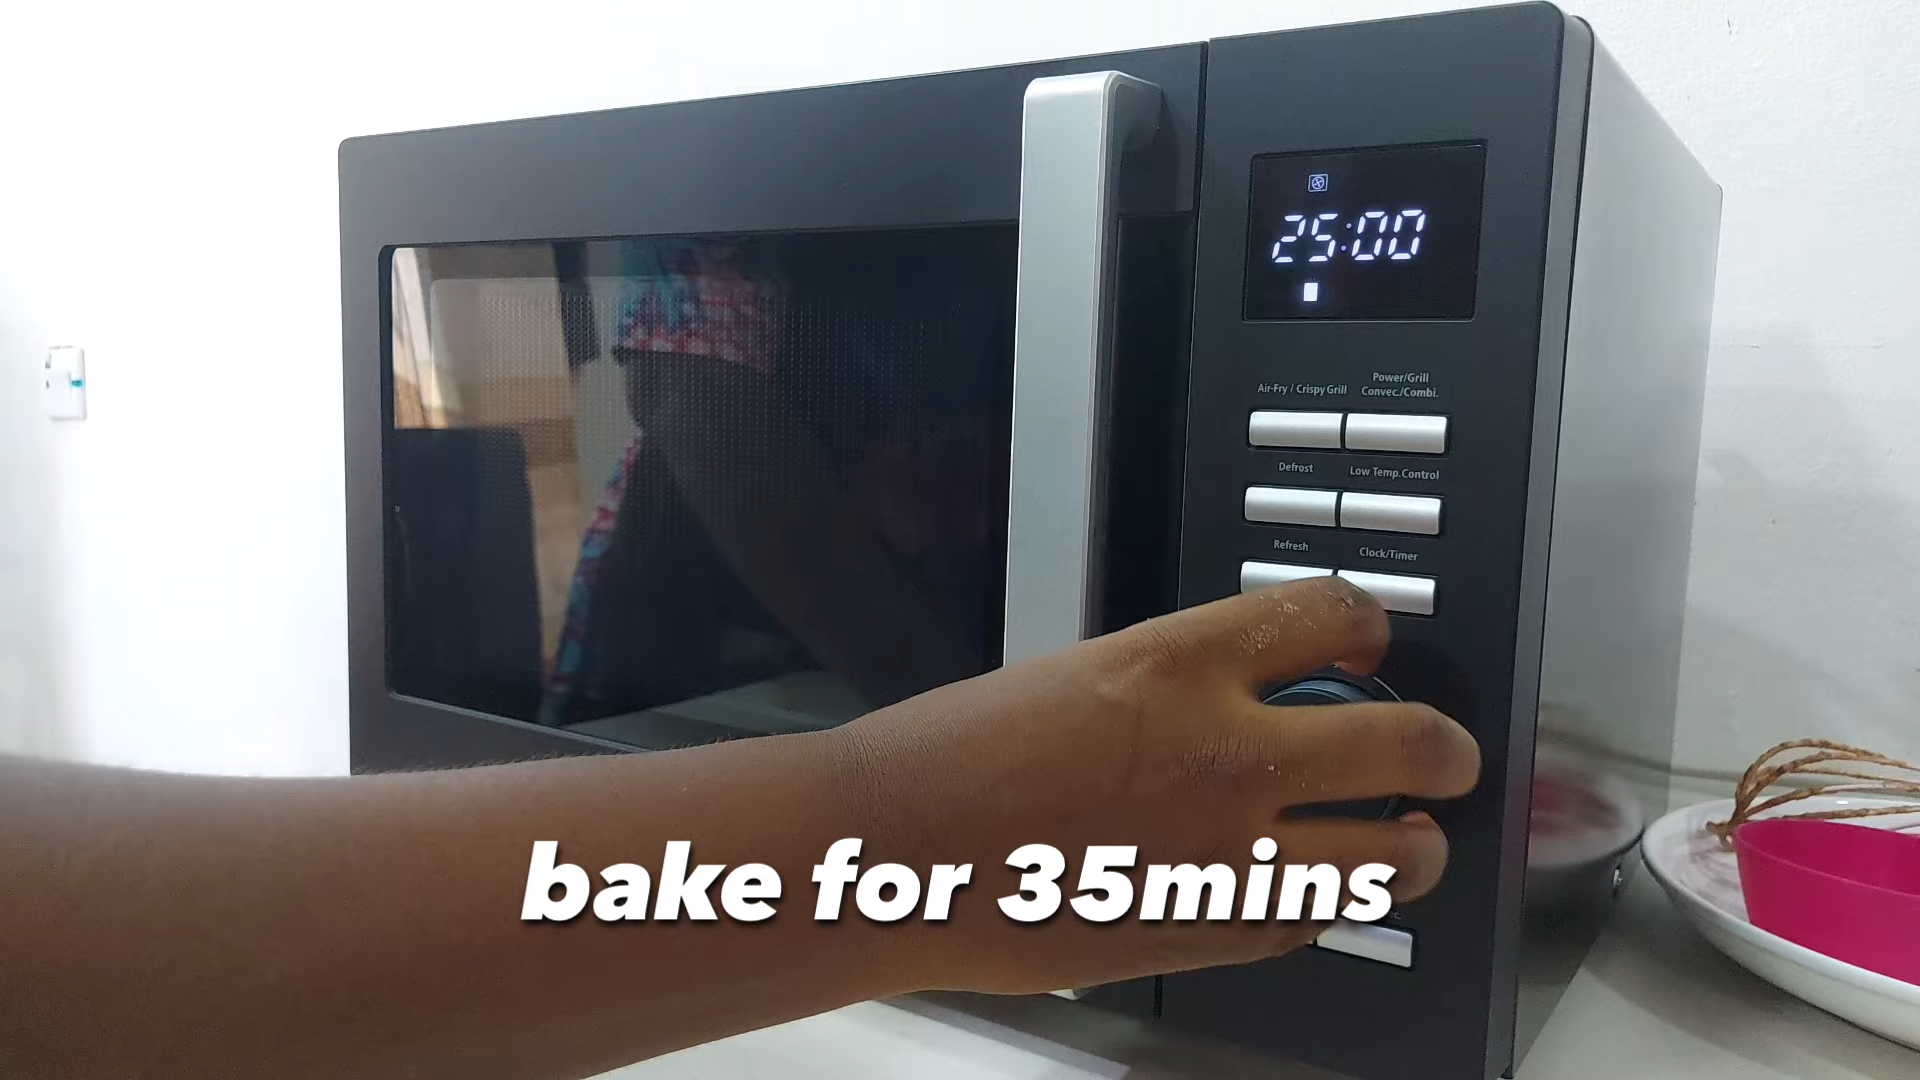 25:00
Air-Fry / Crispy Grill
Power/Grill
Convec./Combi.
Defrost
Low Temp.Control
Refresh
Clock/Timer
bake for 35mins